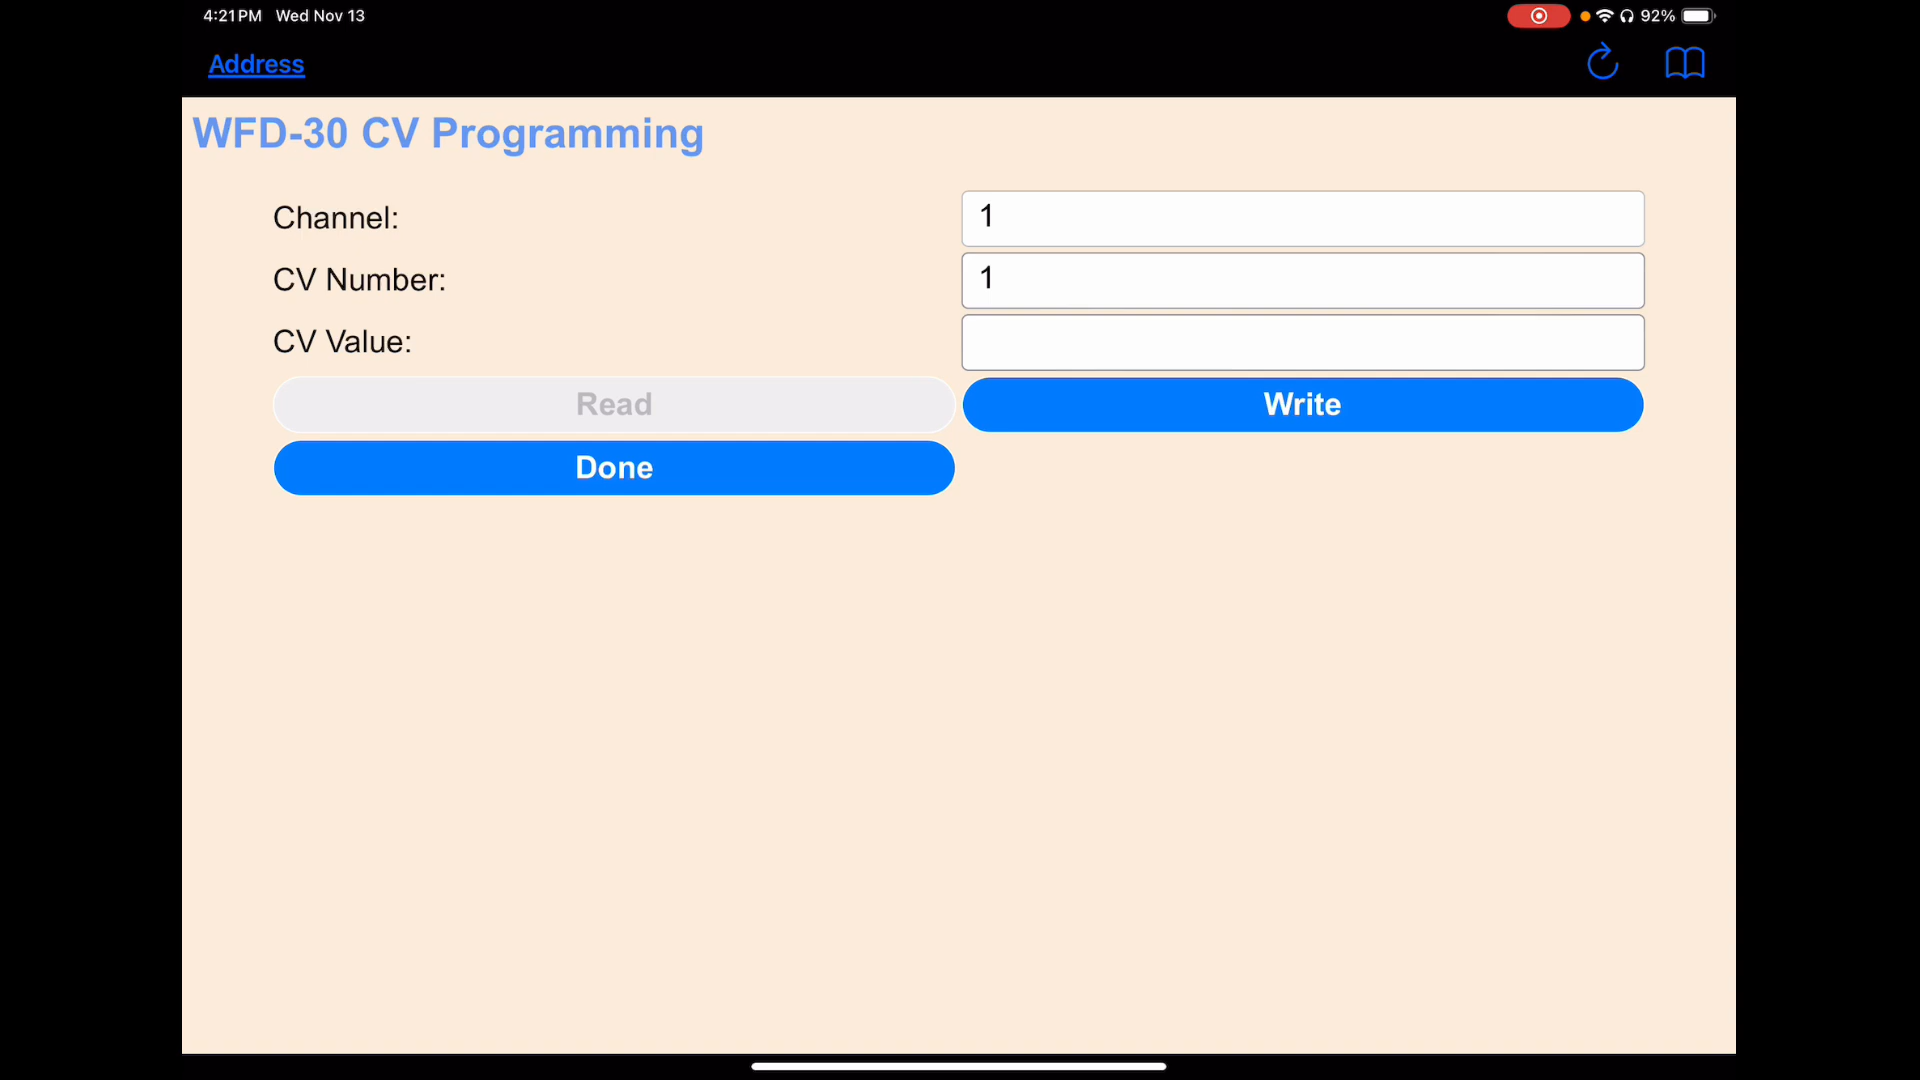 4:21 PM Wed Nov 13
92%
Address
WFD-30 CV Programming
Channel: 1
CV Number: 1
CV Value:
Read Write
Done